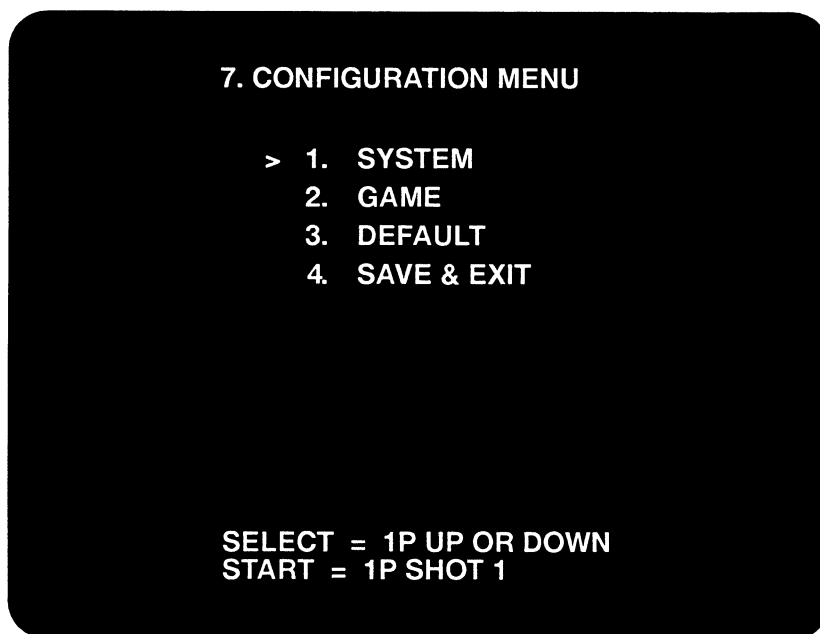 7. CONFIGURATION MENU
> 1. SYSTEM
2. GAME
3. DEFAULT
4. SAVE & EXIT
SELECT = 1P UP OR DOWN
START = 1P SHOT 1